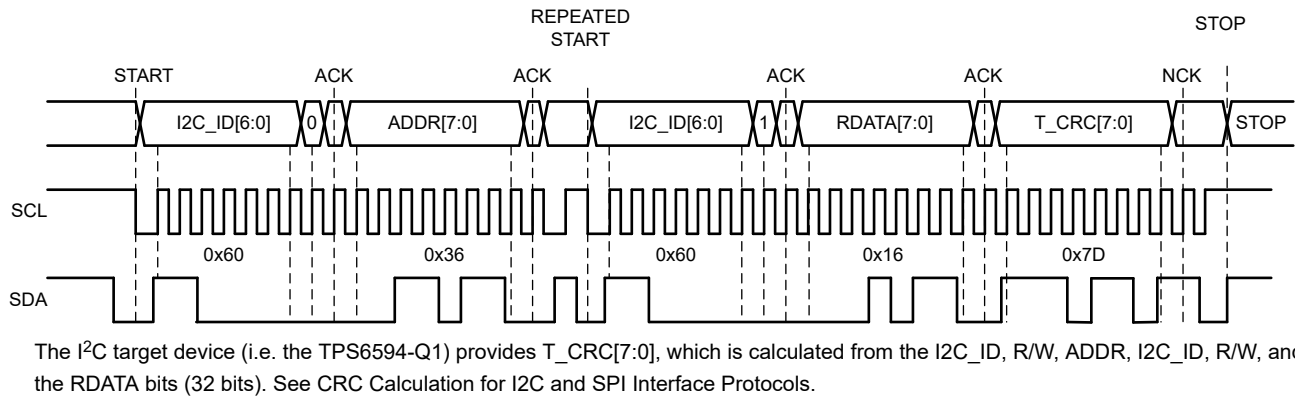 REPEATED
START
STOP
START ACK ACK ACK ACK NCK
I2C_ID[6:0] 0 ADDR[7:0] I2C_ID[6:0] 1 RDATA[7:0] T_CRC[7:0] STOP
SCL
0x60 0x36 0x60 0x16 0x7D
SDA
The I2C target device (i.e. the TPS6594-Q1) provides T_CRC[7:0], which is calculated from the I2C_ID, R/W, ADDR, I2C_ID, R/W, and
the RDATA bits (32 bits). See CRC Calculation for I2C and SPI Interface Protocols.